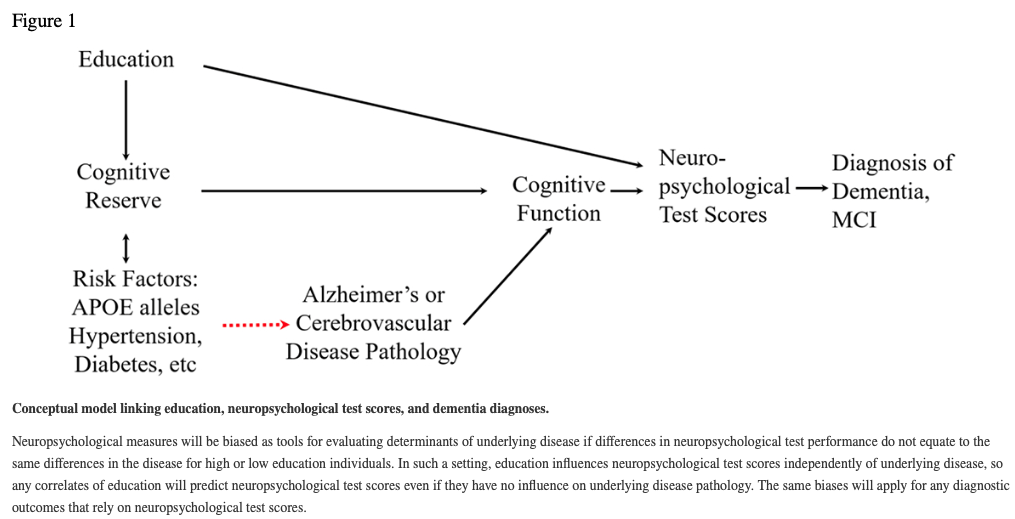 Figure 1
Education
Cognitive
Reserve
Risk Factors:
APOE alleles
Hypertension,
Diabetes, etc
Alzheimer’s or
Cerebrovascular
Disease Pathology
Cognitive
Function
Neuro-
psychological
Test Scores
Diagnosis of
Dementia,
MCI
Conceptual model linking education, neuropsychological test scores, and dementia diagnoses.
Neuropsychological measures will be biased as tools for evaluating determinants of underlying disease if differences in neuropsychological test performance do not equate to the
same differences in the disease for high or low education individuals. In such a setting, education influences neuropsychological test scores independently of underlying disease, so
any correlates of education will predict neuropsychological test scores even if they have no influence on underlying disease pathology. The same biases will apply for any diagnostic
outcomes that rely on neuropsychological test scores.